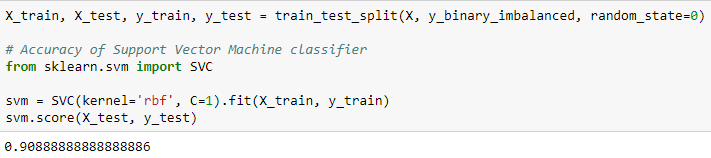 X_train, X_test, y_train, y_test = train_test_split(X, y_binary_imbalanced, random_state=0)
# Accuracy of Support Vector Machine classifier
from sklearn.svm import SVC
svm = SVC(kernel='rbf', C=1).fit(X_train, y_train)
svm.score(X_test, y_test)
0.90888888888888886